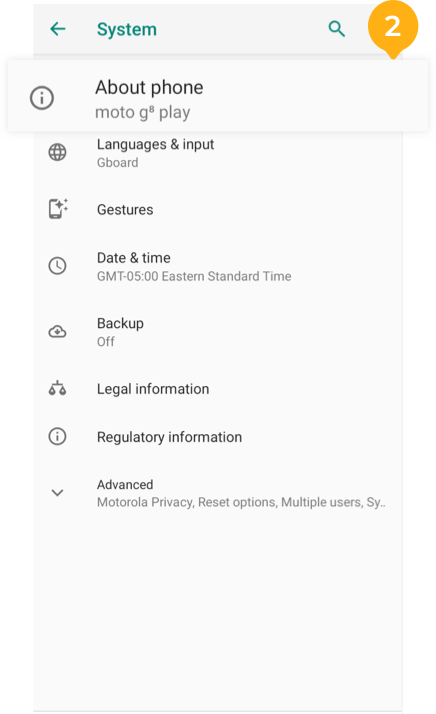 System
2
About phone
moto g⁸ play
Languages & input
Gboard
Gestures
Date & time
GMT-05:00 Eastern Standard Time
Backup
Off
Legal information
Regulatory information
Advanced
Motorola Privacy, Reset options, Multiple users, Sy..